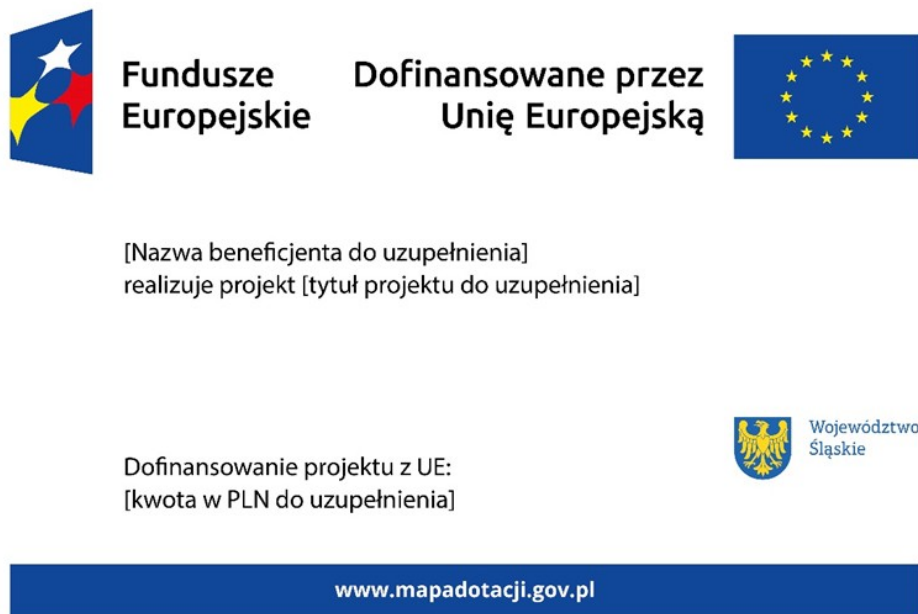 Fundusze
Europejskie
Dofinansowane przez
Unię Europejską
[Nazwa beneficjenta do uzupełnienia]
realizuje projekt [tytuł projektu do uzupełnienia]
Dofinansowanie projektu z UE:
[kwota w PLN do uzupełnienia]
Województwo
Śląskie
www.mapadotacji.gov.pl